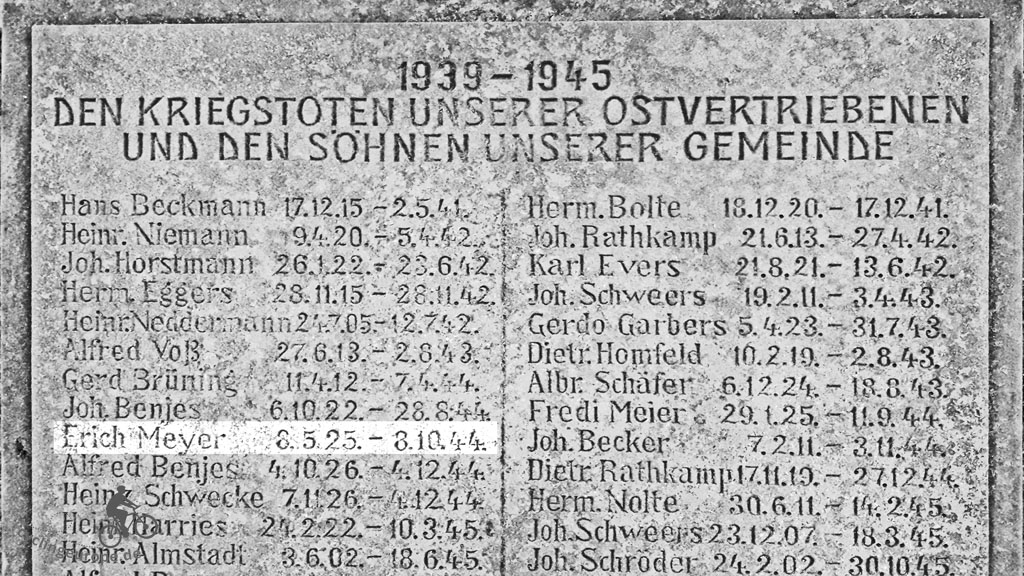 1939 – 1945
DEN KRIEGSTOTEN UNSERER OSTVERTRIEBENEN
UND DEN SÖHNEN UNSERER GEMEINDE
Hans Beckmann 17.12.15 – 2.5.41.
Heinr. Niemann 9.4.20. – 5.4.42.
Joh. Horstmann 26.1.22. – 23.6.42.
Herm. Eggers 28.11.15 – 28.11.42.
Heinr. Neddermann 24.7.05. – 12.7.42.
Alfred Voß 27.6.13. – 2.8.43.
Gerd Brüning 11.4.12. – 7.4.44.
Joh. Benjes 6.10.22. – 28.8.44.
Erich Meyer 8.5.25. – 8.10.44.
Alfred Benjes 4.10.26. – 4.12.44.
Heinz Schwecke 7.11.26. – 4.12.44.
Hein Harries 24.2.22. – 10.3.45.
Heinr. Almstadt 3.6.02. – 18.6.45.
Alfred
Herm. Bolte 18.12.20. – 17.12.41.
Joh. Rathkamp 21.6.13. – 27.4.42.
Karl Evers 21.8.21. – 13.6.42.
Joh. Schweers 19.2.11. – 3.4.43.
Gerdo Garbers 5.4.23. – 31.7.43.
Dietr. Homfeld 10.2.19. – 2.8.43.
Albr. Schäfer 6.12.24. – 18.8.43.
Fredi Meier 29.1.25. – 11.9.44.
Joh. Becker 7.2.11. – 3.11.44.
Dietr. Rathkamp 17.11.19. – 27.12.44.
Herm. Nolte 30.6.11. – 14.2.45.
Joh. Schweers 23.12.07. – 18.3.45.
Joh. Schröder 24.2.02. – 30.10.45.